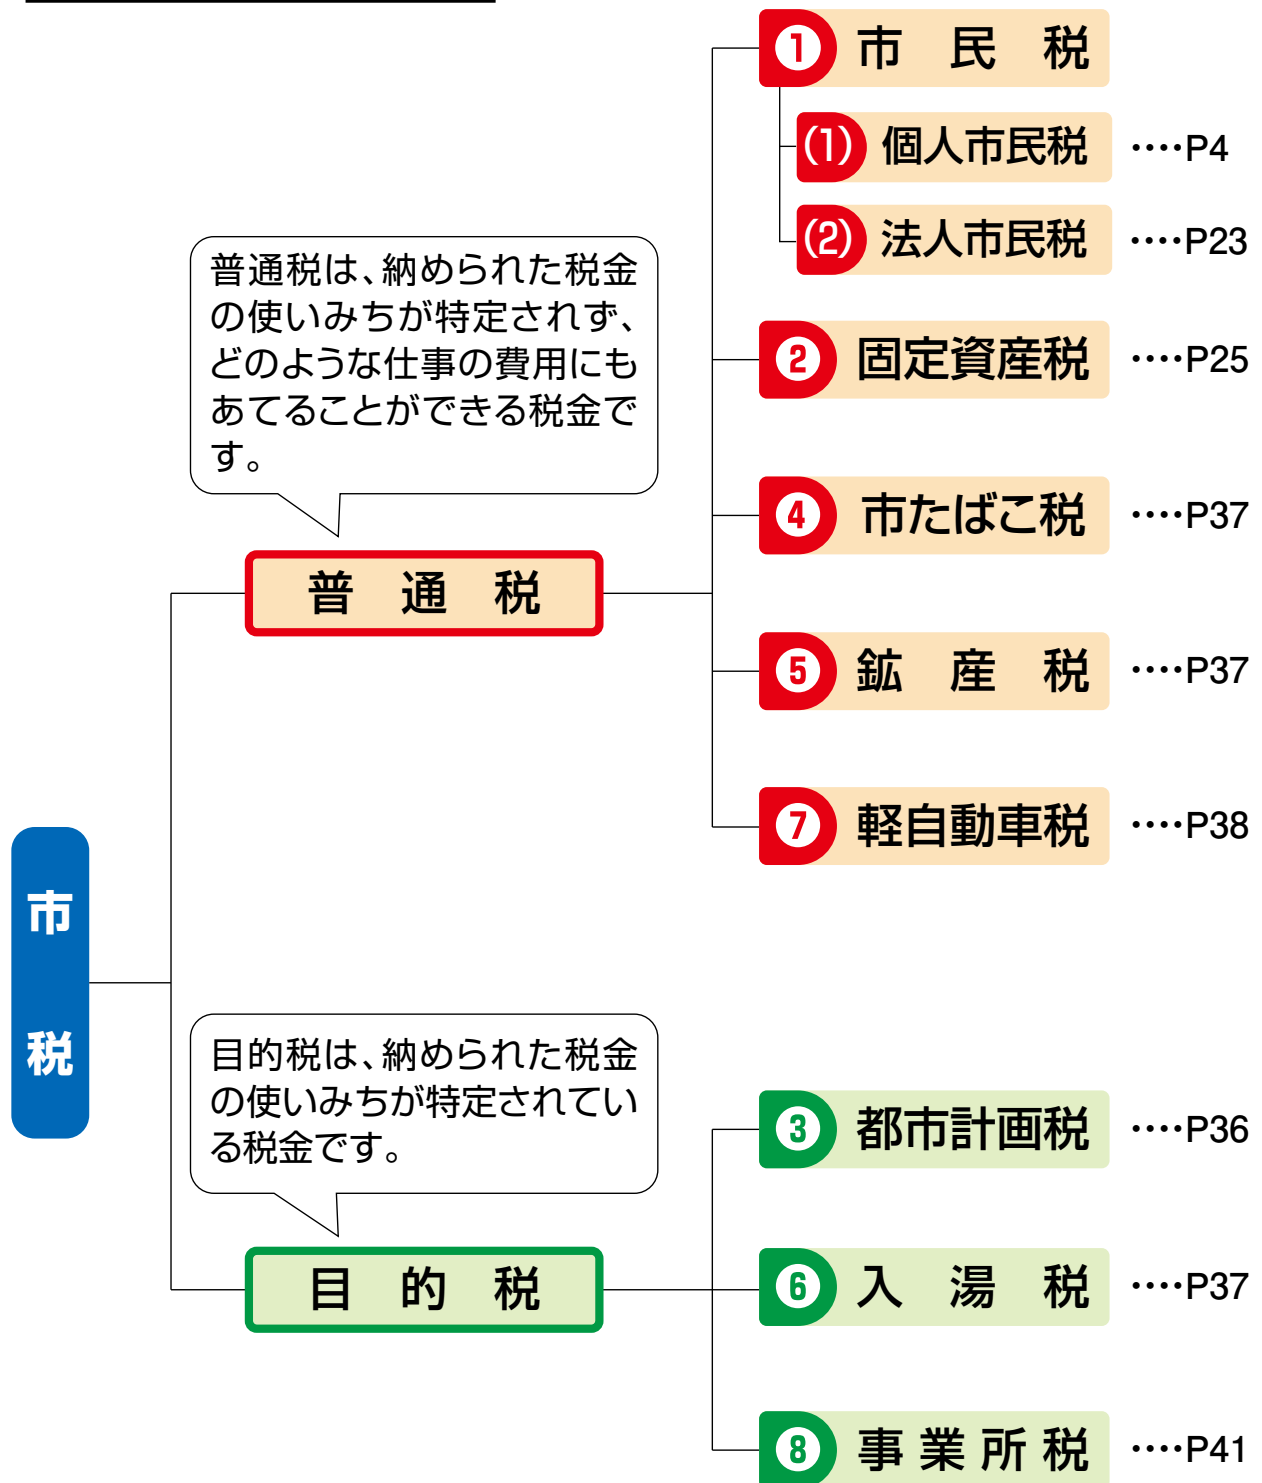 市税
普通税は、納められた税金
の使いみちが特定されず、
どのような仕事の費用にも
あてることができる税金で
す。
普通税
❶ 市民税
(1) 個人市民税 ････P4
(2) 法人市民税 ････P23
❷ 固定資産税 ････P25
❹ 市たばこ税 ････P37
❺ 鉱産税 ････P37
❼ 軽自動車税 ････P38
目的税は、納められた税金
の使いみちが特定されてい
る税金です。
目的税
❸ 都市計画税 ････P36
❻ 入湯税 ････P37
❽ 事業所税 ････P41